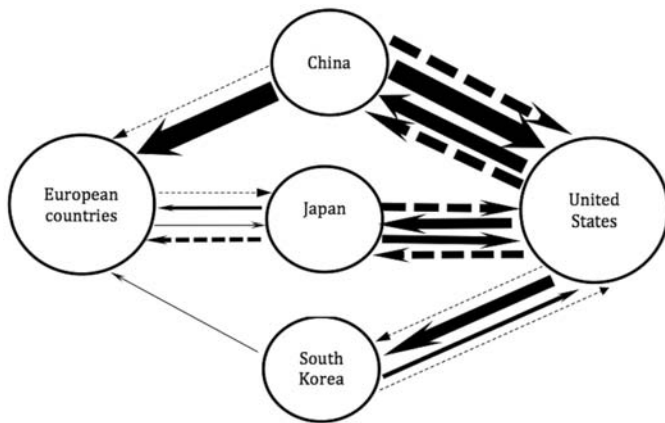 China
European
countries
Japan
United
States
South
Korea